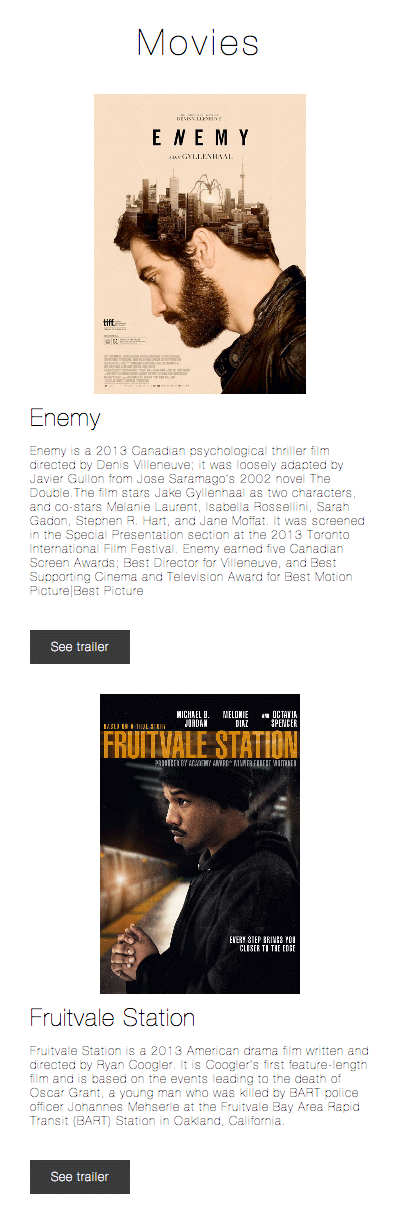 Movies
DENIS VILLENEUVE
ENEMY
JAKE GYLLENHAAL
tiff.
Enemy
Enemy is a 2013 Canadian psychological thriller film
directed by Denis Villeneuve; it was loosely adapted by
Javier Gullon from Jose Saramago's 2002 novel The
Double.The film stars Jake Gyllenhaal as two characters,
and co-stars Melanie Laurent, Isabella Rossellini, Sarah
Gadon, Stephen R. Hart, and Jane Moffat. It was screened
in the Special Presentation section at the 2013 Toronto
International Film Festival. Enemy earned five Canadian
Screen Awards; Best Director for Villeneuve, and Best
Supporting Cinema and Television Award for Best Motion
Picture|Best Picture
See trailer
MICHAEL B. JORDAN
MELONIE DIAZ
AND OCTAVIA SPENCER
BASED ON A TRUE STORY
FRUITVALE STATION
PRODUCED BY ACADEMY AWARD® WINNER FOREST WHITAKER
EVERY STEP BRINGS YOU
CLOSER TO THE EDGE
Fruitvale Station
Fruitvale Station is a 2013 American drama film written and
directed by Ryan Coogler. It is Coogler's first feature-length
film and is based on the events leading to the death of
Oscar Grant, a young man who was killed by BART police
officer Johannes Mehserle at the Fruitvale Bay Area Rapid
Transit (BART) Station in Oakland, California.
See trailer